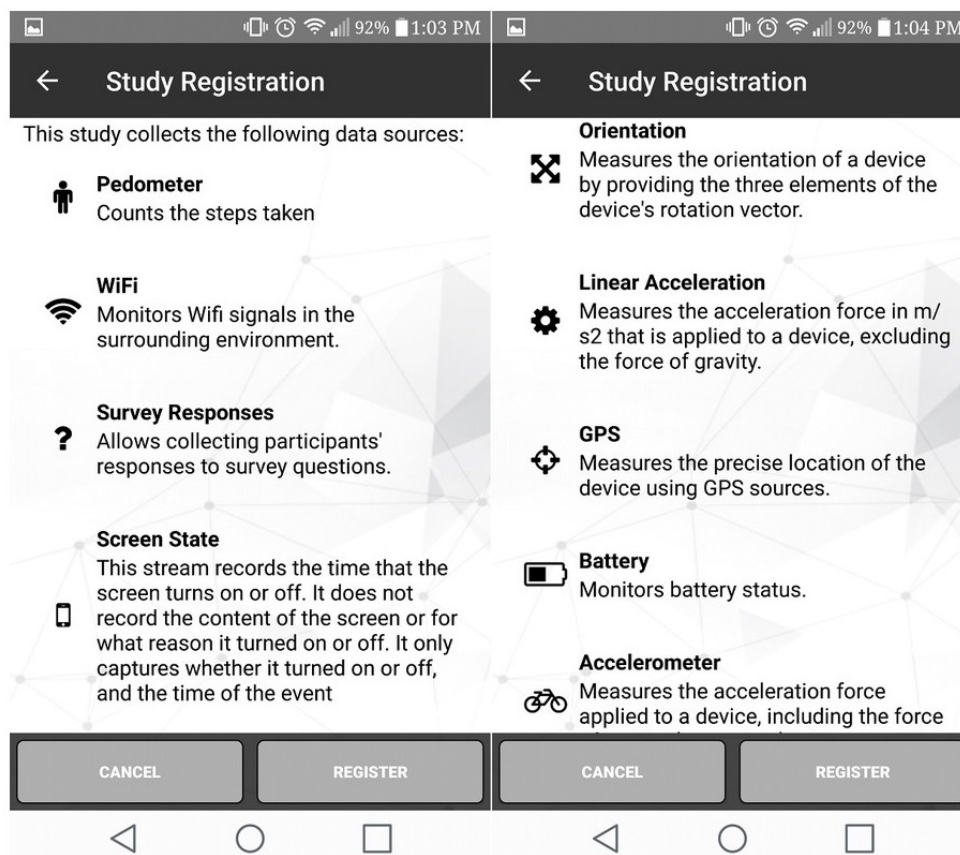 92% 1:03 PM
Study Registration
This study collects the following data sources:
Pedometer
Counts the steps taken
WiFi
Monitors Wifi signals in the
surrounding environment.
?
Survey Responses
Allows collecting participants'
responses to survey questions.
Screen State
This stream records the time that the
screen turns on or off. It does not
record the content of the screen or for
what reason it turned on or off. It only
captures whether it turned on or off,
and the time of the event
CANCEL
REGISTER
92% 1:04 PM
Study Registration
Orientation
Measures the orientation of a device
by providing the three elements of the
device's rotation vector.
Linear Acceleration
Measures the acceleration force in m/
s2 that is applied to a device, excluding
the force of gravity.
GPS
Measures the precise location of the
device using GPS sources.
Battery
Monitors battery status.
Accelerometer
Measures the acceleration force
applied to a device, including the force
CANCEL
REGISTER